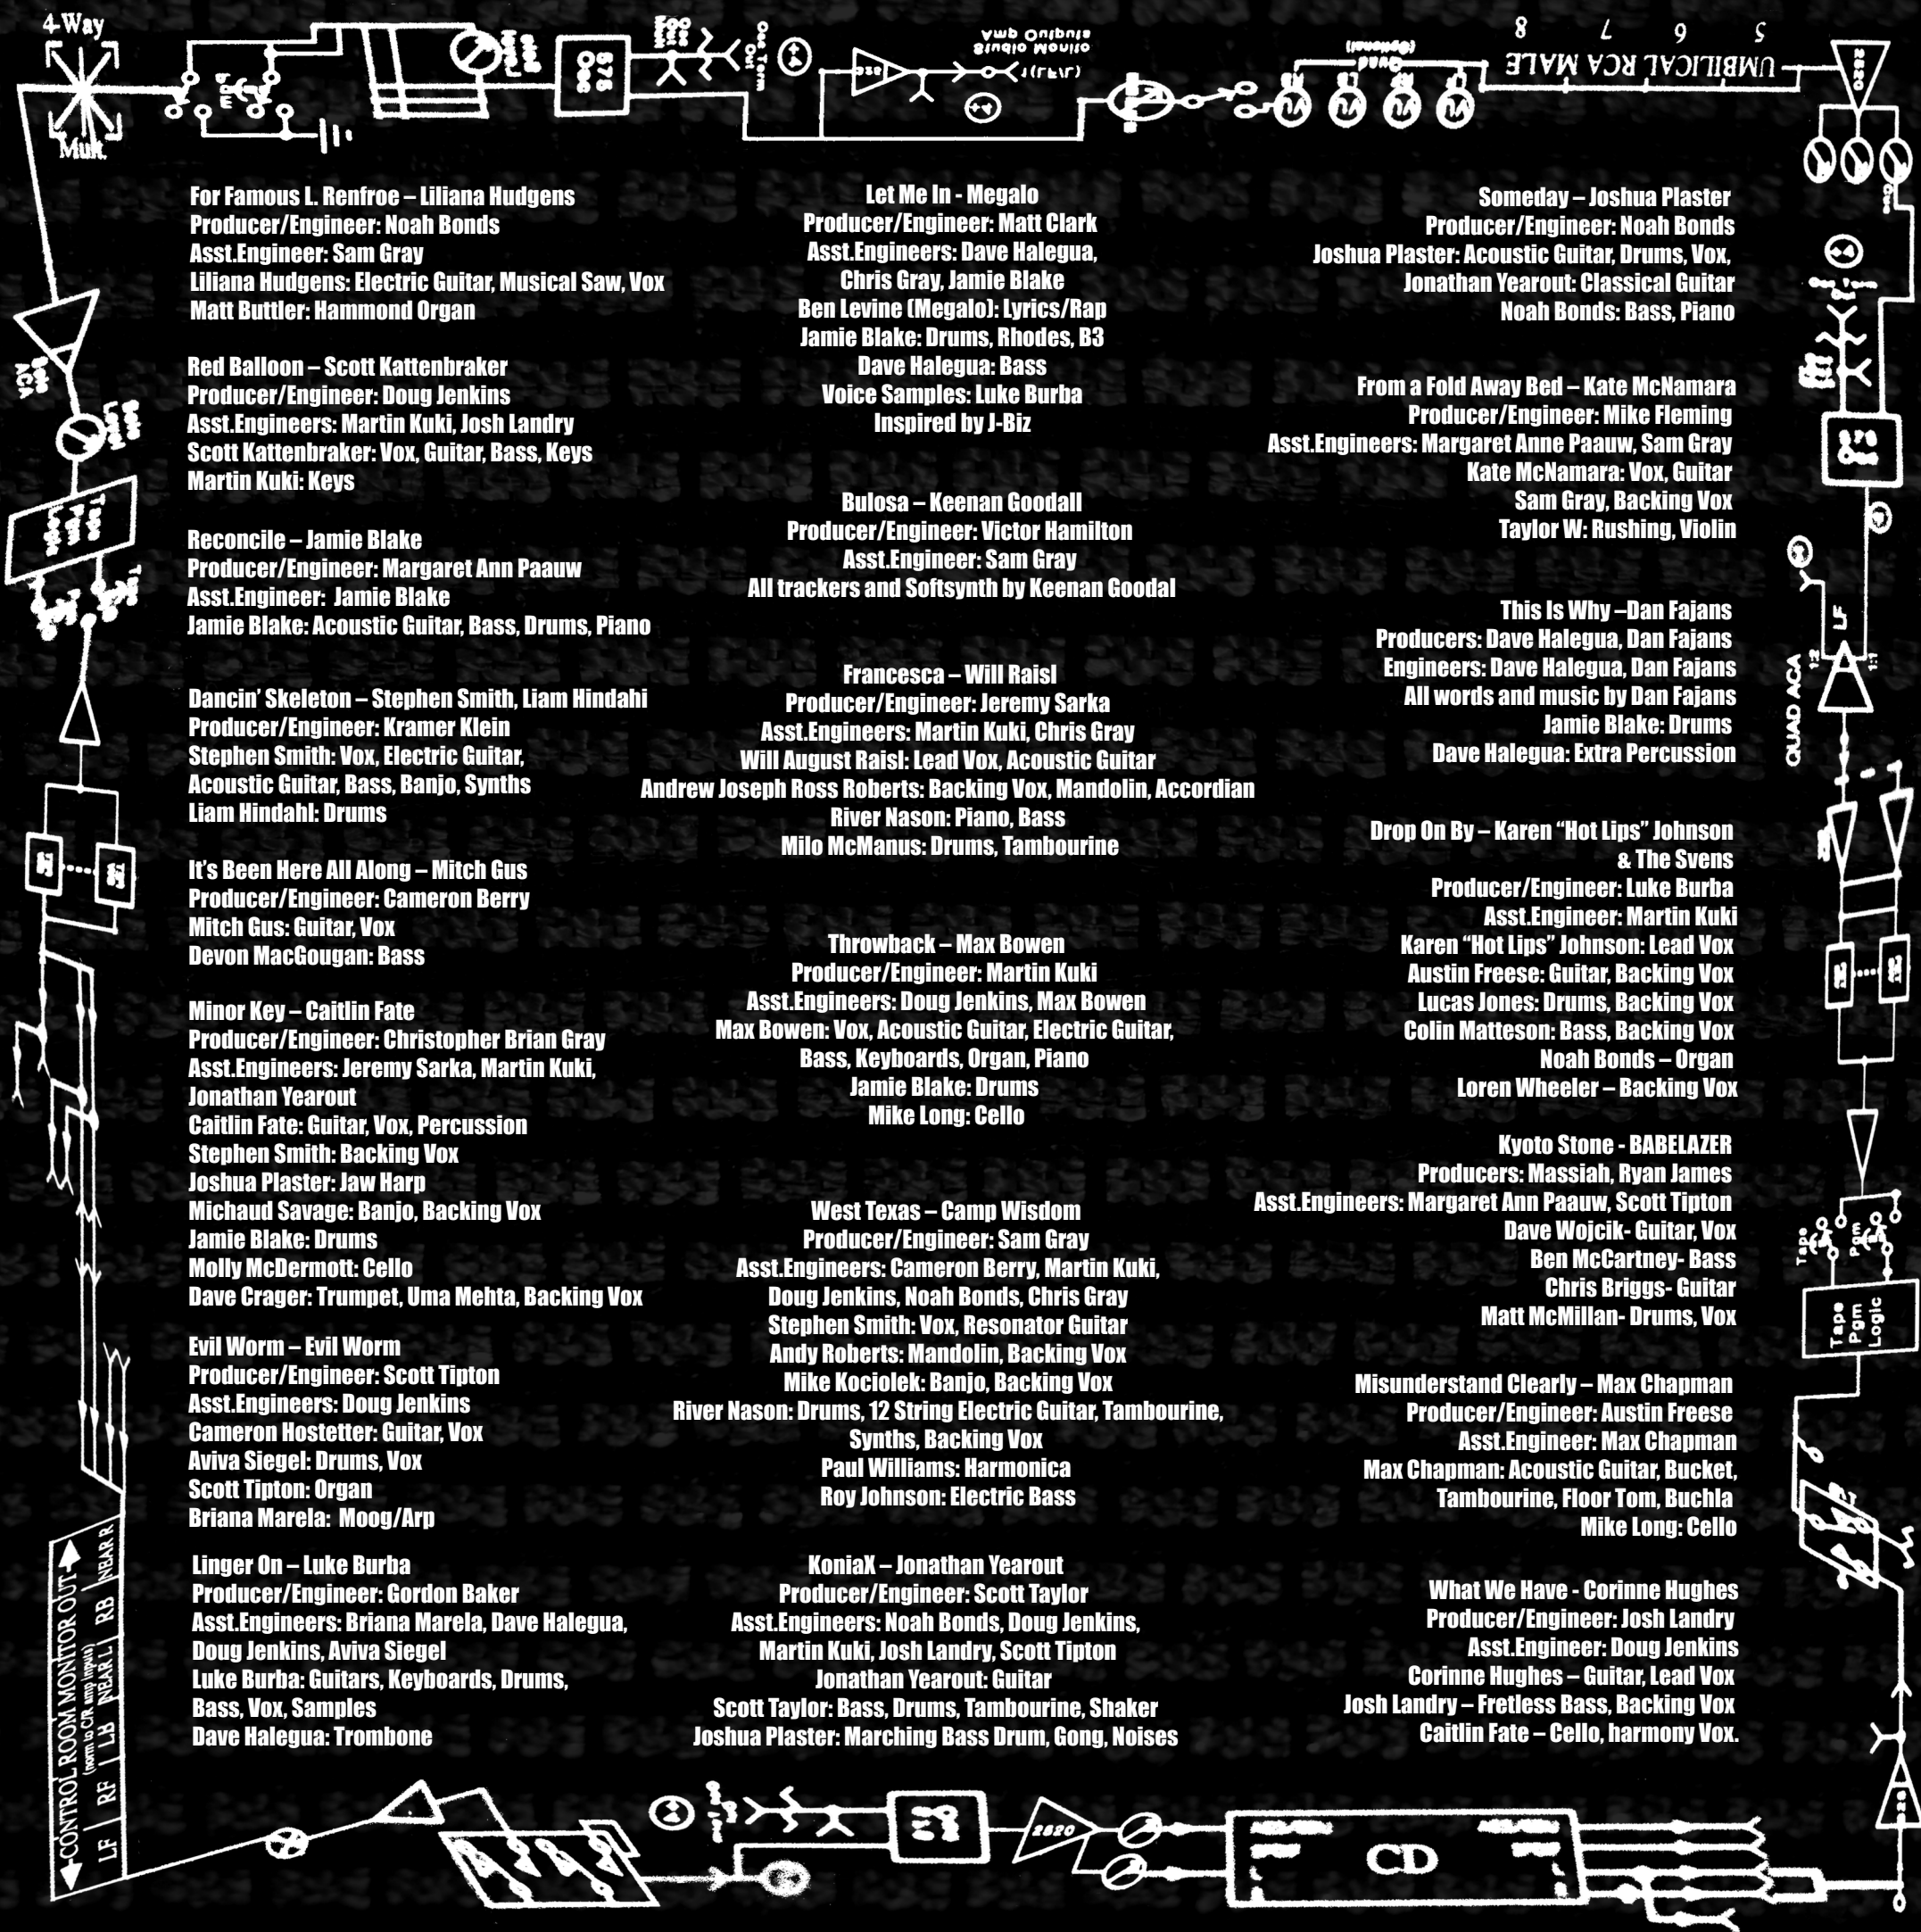 4-Way
Mult.
Amp Outputs
Studio Monitor
1(LF/L)
(Optional)
Quad
8 7 6 5
UMBILICAL RCA MALE
2820
For Famous L. Renfroe – Liliana Hudgens
Producer/Engineer: Noah Bonds
Asst.Engineer: Sam Gray
Liliana Hudgens: Electric Guitar, Musical Saw, Vox
Matt Buttler: Hammond Organ
Red Balloon – Scott Kattenbraker
Producer/Engineer: Doug Jenkins
Asst.Engineers: Martin Kuki, Josh Landry
Scott Kattenbraker: Vox, Guitar, Bass, Keys
Martin Kuki: Keys
Reconcile – Jamie Blake
Producer/Engineer: Margaret Ann Paauw
Asst.Engineer: Jamie Blake
Jamie Blake: Acoustic Guitar, Bass, Drums, Piano
Dancin’ Skeleton – Stephen Smith, Liam Hindahi
Producer/Engineer: Kramer Klein
Stephen Smith: Vox, Electric Guitar,
Acoustic Guitar, Bass, Banjo, Synths
Liam Hindahl: Drums
It’s Been Here All Along – Mitch Gus
Producer/Engineer: Cameron Berry
Mitch Gus: Guitar, Vox
Devon MacGougan: Bass
Minor Key – Caitlin Fate
Producer/Engineer: Christopher Brian Gray
Asst.Engineers: Jeremy Sarka, Martin Kuki,
Jonathan Yearout
Caitlin Fate: Guitar, Vox, Percussion
Stephen Smith: Backing Vox
Joshua Plaster: Jaw Harp
Michaud Savage: Banjo, Backing Vox
Jamie Blake: Drums
Molly McDermott: Cello
Dave Crager: Trumpet, Uma Mehta, Backing Vox
Evil Worm – Evil Worm
Producer/Engineer: Scott Tipton
Asst.Engineers: Doug Jenkins
Cameron Hostetter: Guitar, Vox
Aviva Siegel: Drums, Vox
Scott Tipton: Organ
Briana Marela: Moog/Arp
Linger On – Luke Burba
Producer/Engineer: Gordon Baker
Asst.Engineers: Briana Marela, Dave Halegua,
Doug Jenkins, Aviva Siegel
Luke Burba: Guitars, Keyboards, Drums,
Bass, Vox, Samples
Dave Halegua: Trombone
Let Me In - Megalo
Producer/Engineer: Matt Clark
Asst.Engineers: Dave Halegua,
Chris Gray, Jamie Blake
Ben Levine (Megalo): Lyrics/Rap
Jamie Blake: Drums, Rhodes, B3
Dave Halegua: Bass
Voice Samples: Luke Burba
Inspired by J-Biz
Bulosa – Keenan Goodall
Producer/Engineer: Victor Hamilton
Asst.Engineer: Sam Gray
All trackers and Softsynth by Keenan Goodal
Francesca – Will Raisl
Producer/Engineer: Jeremy Sarka
Asst.Engineers: Martin Kuki, Chris Gray
Will August Raisl: Lead Vox, Acoustic Guitar
Andrew Joseph Ross Roberts: Backing Vox, Mandolin, Accordian
River Nason: Piano, Bass
Milo McManus: Drums, Tambourine
Throwback – Max Bowen
Producer/Engineer: Martin Kuki
Asst.Engineers: Doug Jenkins, Max Bowen
Max Bowen: Vox, Acoustic Guitar, Electric Guitar,
Bass, Keyboards, Organ, Piano
Jamie Blake: Drums
Mike Long: Cello
West Texas – Camp Wisdom
Producer/Engineer: Sam Gray
Asst.Engineers: Cameron Berry, Martin Kuki,
Doug Jenkins, Noah Bonds, Chris Gray
Stephen Smith: Vox, Resonator Guitar
Andy Roberts: Mandolin, Backing Vox
Mike Kociolek: Banjo, Backing Vox
River Nason: Drums, 12 String Electric Guitar, Tambourine,
Synths, Backing Vox
Paul Williams: Harmonica
Roy Johnson: Electric Bass
KoniaX – Jonathan Yearout
Producer/Engineer: Scott Taylor
Asst.Engineers: Noah Bonds, Doug Jenkins,
Martin Kuki, Josh Landry, Scott Tipton
Jonathan Yearout: Guitar
Scott Taylor: Bass, Drums, Tambourine, Shaker
Joshua Plaster: Marching Bass Drum, Gong, Noises
Someday – Joshua Plaster
Producer/Engineer: Noah Bonds
Joshua Plaster: Acoustic Guitar, Drums, Vox,
Jonathan Yearout: Classical Guitar
Noah Bonds: Bass, Piano
From a Fold Away Bed – Kate McNamara
Producer/Engineer: Mike Fleming
Asst.Engineers: Margaret Anne Paauw, Sam Gray
Kate McNamara: Vox, Guitar
Sam Gray, Backing Vox
Taylor W: Rushing, Violin
This Is Why –Dan Fajans
Producers: Dave Halegua, Dan Fajans
Engineers: Dave Halegua, Dan Fajans
All words and music by Dan Fajans
Jamie Blake: Drums
Dave Halegua: Extra Percussion
Drop On By – Karen “Hot Lips” Johnson
& The Svens
Producer/Engineer: Luke Burba
Asst.Engineer: Martin Kuki
Karen “Hot Lips” Johnson: Lead Vox
Austin Freese: Guitar, Backing Vox
Lucas Jones: Drums, Backing Vox
Colin Matteson: Bass, Backing Vox
Noah Bonds – Organ
Loren Wheeler – Backing Vox
Kyoto Stone - BABELAZER
Producers: Massiah, Ryan James
Asst.Engineers: Margaret Ann Paauw, Scott Tipton
Dave Wojcik- Guitar, Vox
Ben McCartney- Bass
Chris Briggs- Guitar
Matt McMillan- Drums, Vox
Misunderstand Clearly – Max Chapman
Producer/Engineer: Austin Freese
Asst.Engineer: Max Chapman
Max Chapman: Acoustic Guitar, Bucket,
Tambourine, Floor Tom, Buchla
Mike Long: Cello
What We Have - Corinne Hughes
Producer/Engineer: Josh Landry
Asst.Engineer: Doug Jenkins
Corinne Hughes – Guitar, Lead Vox
Josh Landry – Fretless Bass, Backing Vox
Caitlin Fate – Cello, harmony Vox.
QUAD ACA
LF
1:2
1:1
Tape
Pgm
Tape
Pgm
Logic
CONTROL ROOM MONITOR OUT
(norm to C/R amp inputs)
LF RF LB NEAR L RB NEAR R
2820
CD